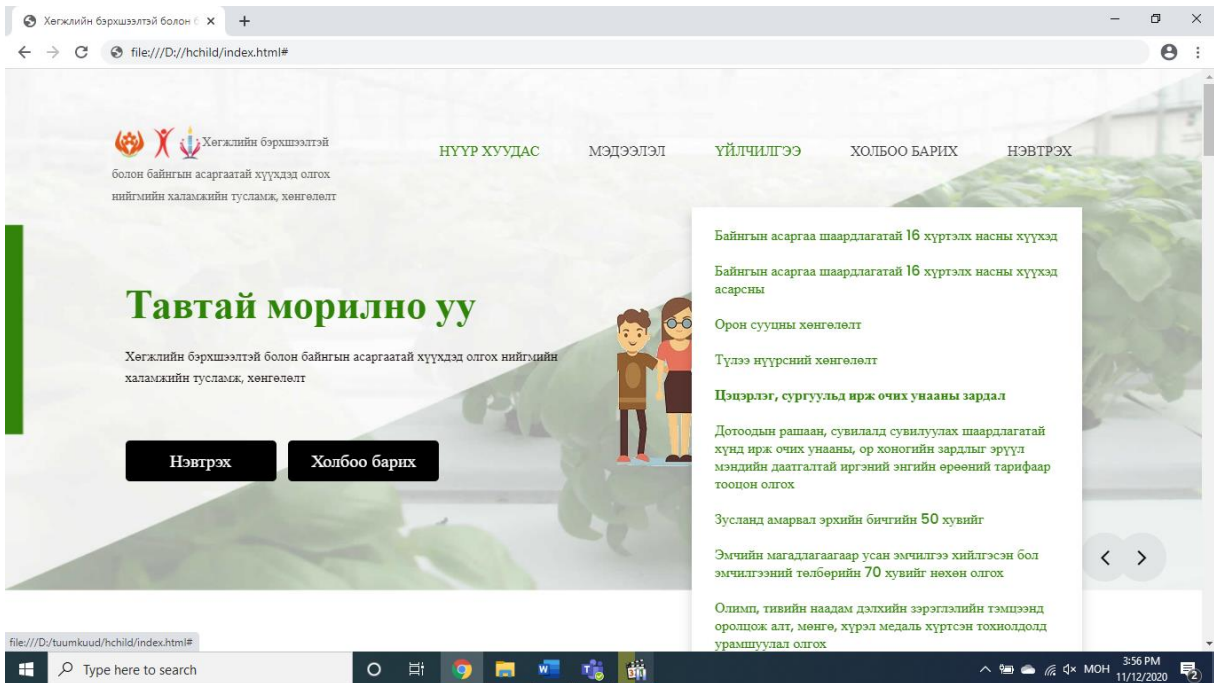 Хөгжлийн бэрхшээлтэй болон б
file:///D://hchild/index.html#
Хөгжлийн бэрхшээлтэй
болон байнгын асаргаатай хүүхдэд олгох
нийгмийн халамжийн тусламж, хөнгөлөлт
НҮҮР ХУУДАС
МЭДЭЭЛЭЛ
ҮЙЛЧИЛГЭЭ
ХОЛБОО БАРИХ
НЭВТРЭХ
Тавтай морилно уу
Хөгжлийн бэрхшээлтэй болон байнгын асаргаатай хүүхдэд олгох нийгмийн
халамжийн тусламж, хөнгөлөлт
Нэвтрэх
Холбоо барих
Байнгын асаргаа шаардлагатай 16 хүртэлх насны хүүхэд
Байнгын асаргаа шаардлагатай 16 хүртэлх насны хүүхэд
асарсны
Орон сууцны хөнгөлөлт
Түлээ нүүрсний хөнгөлөлт
Цэцэрлэг, сургуульд ирж очих унааны зардал
Дотоодын рашаан, сувилалд сувилуулах шаардлагатай
хүнд ирж очих унааны, ор хоногийн зардлыг эрүүл
мэндийн даатгалтай иргэний энгийн өрөөний тарифаар
тооцон олгох
Зусланд амарвал эрхийн бичгийн 50 хувийг
Эмчийн магадлагаагаар усан эмчилгээ хийлгэсэн бол
эмчилгээний төлбөрийн 70 хувийг нөхөн олгох
Олимп, тивийн наадам дэлхийн зэрэглэлийн тэмцээнд
оролцож алт, мөнгө, хүрэл медаль хүртсэн тохиолдолд
урамшуулал олгох
file:///D:/tuumkuud/hchild/index.html#
Type here to search
МОН
3:56 PM
11/12/2020
2